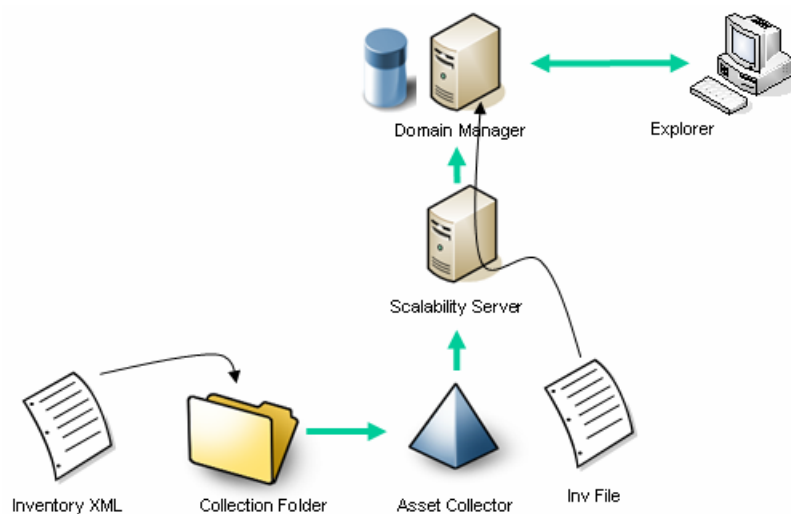 Domain Manager
Explorer
Scalability Server
Inventory XML
Collection Folder
Asset Collector
Inv File